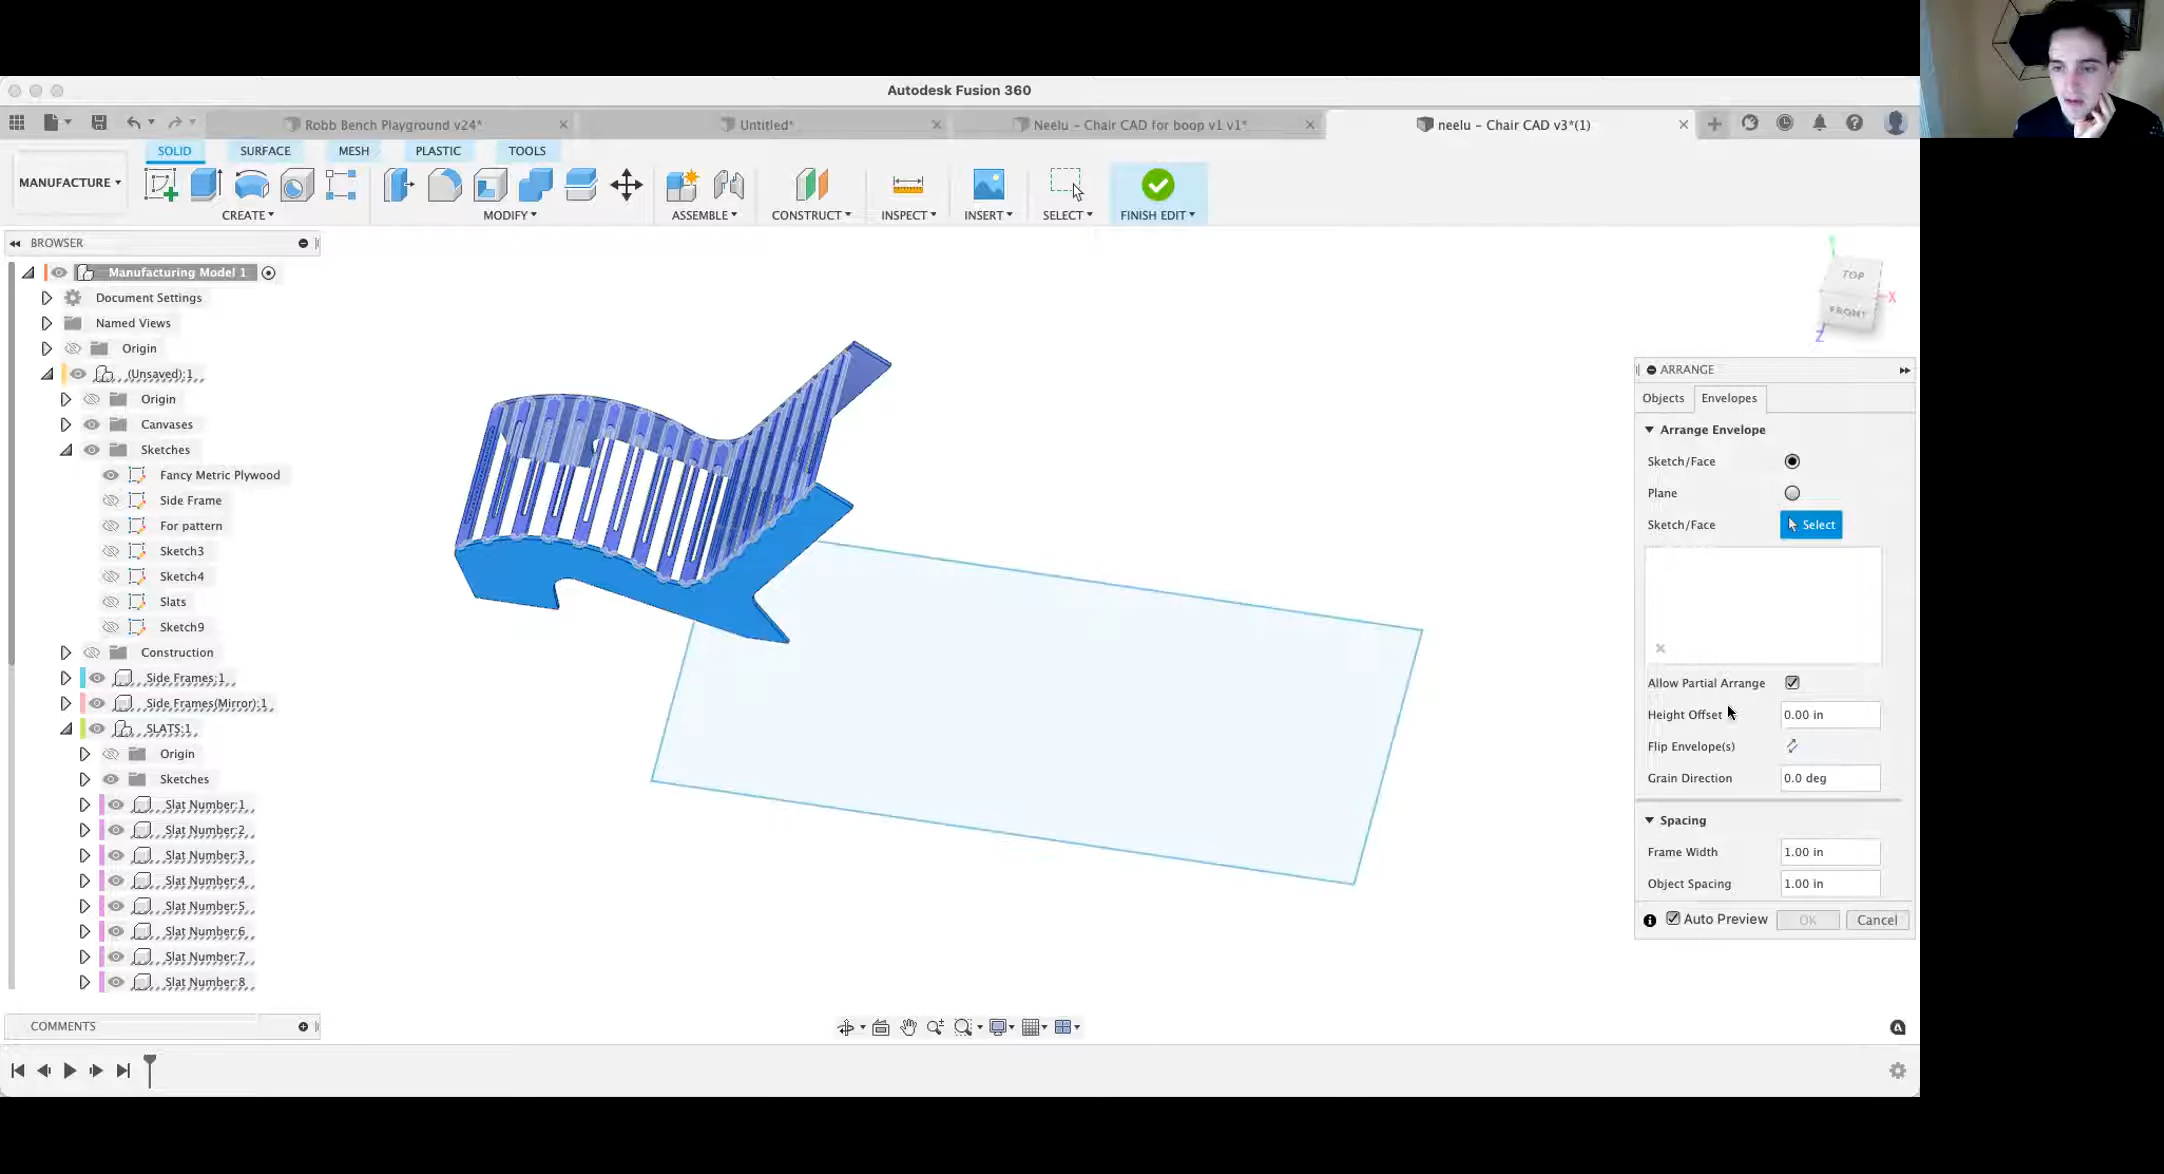 Autodesk Fusion 360
Robb Bench Playground v24*
Untitled*
Neelu - Chair CAD for boop v1 v1*
neelu - Chair CAD v3*(1)
SOLID
SURFACE
MESH
PLASTIC
TOOLS
MANUFACTURE
CREATE
MODIFY
ASSEMBLE
CONSTRUCT
INSPECT
INSERT
SELECT
FINISH EDIT
BROWSER
Manufacturing Model 1
Document Settings
Named Views
Origin
(Unsaved):1
Origin
Canvases
Sketches
Fancy Metric Plywood
Side Frame
For pattern
Sketch3
Sketch4
Slats
Sketch9
Construction
Side Frames:1
Side Frames(Mirror):1
SLATS:1
Origin
Sketches
Slat Number:1
Slat Number:2
Slat Number:3
Slat Number:4
Slat Number:5
Slat Number:6
Slat Number:7
Slat Number:8
COMMENTS
TOP
FRONT
X
Z
ARRANGE
Objects
Envelopes
Arrange Envelope
Sketch/Face
Plane
Sketch/Face
Select
Allow Partial Arrange
Height Offset
0.00 in
Flip Envelope(s)
Grain Direction
0.0 deg
Spacing
Frame Width
1.00 in
Object Spacing
1.00 in
Auto Preview
OK
Cancel